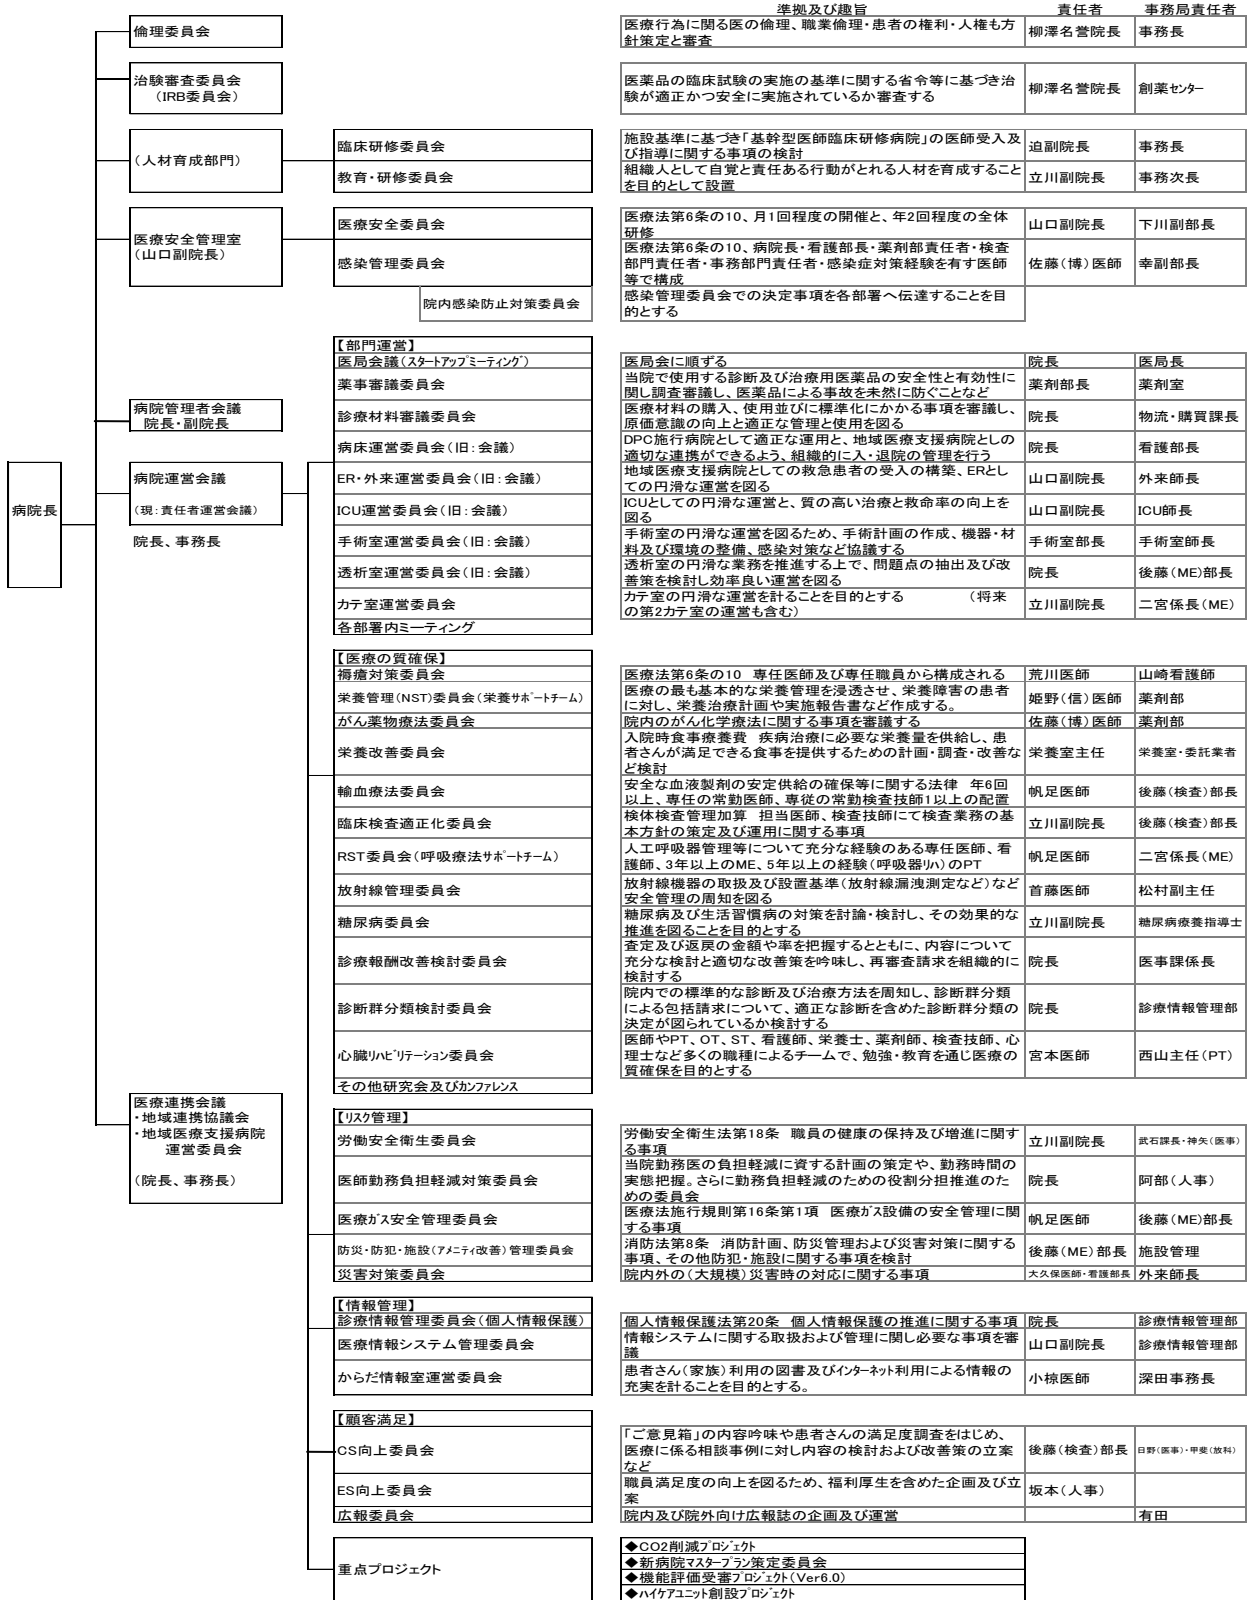 準拠及び趣旨 責任者 事務局責任者
倫理委員会
医療行為に関る医の倫理、職業倫理・患者の権利・人権も方
針策定と審査
柳澤名誉院長 事務長
治験審査委員会
(IRB委員会)
医薬品の臨床試験の実施の基準に関する省令等に基づき治
験が適正かつ安全に実施されているか審査する
柳澤名誉院長 創薬センター
(人材育成部門)
臨床研修委員会
施設基準に基づき「基幹型医師臨床研修病院」の医師受入及
び指導に関する事項の検討
迫副院長 事務長
教育・研修委員会
組織人として自覚と責任ある行動がとれる人材を育成すること
を目的として設置
立川副院長 事務次長
医療安全管理室
(山口副院長)
医療安全委員会
医療法第6条の10、月1回程度の開催と、年2回程度の全体
研修
山口副院長 下川副部長
感染管理委員会
医療法第6条の10、病院長・看護部長・薬剤部責任者・検査
部門責任者・事務部門責任者・感染症対策経験を有す医師
等で構成
佐藤(博)医師 幸副部長
院内感染防止対策委員会
感染管理委員会での決定事項を各部署へ伝達することを目
的とする
病院長
病院管理者会議
院長・副院長
病院運営会議
(現:責任者運営会議)
院長、事務長
【部門運営】
医局会議(スタートアップミーティング)
医局会に順ずる
院長 医局長
薬事審議委員会
当院で使用する診断及び治療用医薬品の安全性と有効性に
関し調査審議し、医薬品による事故を未然に防ぐことなど
薬剤部長 薬剤室
診療材料審議委員会
医療材料の購入、使用並びに標準化にかかる事項を審議し、
原価意識の向上と適正な管理と使用を図る
院長 物流・購買課長
病床運営委員会(旧:会議)
DPC施行病院として適正な運用と、地域医療支援病院としの
適切な連携ができるよう、組織的に入・退院の管理を行う
院長 看護部長
ER・外来運営委員会(旧:会議)
地域医療支援病院としての救急患者の受入の構築、ERとし
ての円滑な運営を図る
山口副院長 外来師長
ICU運営委員会(旧:会議)
ICUとしての円滑な運営と、質の高い治療と救命率の向上を
図る
山口副院長 ICU師長
手術室運営委員会(旧:会議)
手術室の円滑な運営を図るため、手術計画の作成、機器・材
料及び環境の整備、感染対策など協議する
手術室部長 手術室師長
透析室運営委員会(旧:会議)
透析室の円滑な業務を推進する上で、問題点の抽出及び改
善策を検討し効率良い運営を図る
院長 後藤(ME)部長
カテ室運営委員会
カテ室の円滑な運営を計ることを目的とする (将来
の第2カテ室の運営も含む)
立川副院長 二宮係長(ME)
各部署内ミーティング
【医療の質確保】
褥瘡対策委員会
医療法第6条の10 専任医師及び専任職員から構成される
荒川医師 山崎看護師
栄養管理(NST)委員会(栄養サポートチーム)
医療の最も基本的な栄養管理を浸透させ、栄養障害の患者
に対し、栄養治療計画や実施報告書など作成する。
姫野(信)医師 薬剤部
がん薬物療法委員会
院内のがん化学療法に関する事項を審議する
佐藤(博)医師 薬剤部
栄養改善委員会
入院時食事療養費 疾病治療に必要な栄養量を供給し、患
者さんが満足できる食事を提供するための計画・調査・改善な
ど検討
栄養室主任 栄養室・委託業者
輸血療法委員会
安全な血液製剤の安定供給の確保等に関する法律 年6回
以上、専任の常勤医師、専従の常勤検査技師1以上の配置
帆足医師 後藤(検査)部長
臨床検査適正化委員会
検体検査管理加算 担当医師、検査技師にて検査業務の基
本方針の策定及び運用に関する事項
立川副院長 後藤(検査)部長
RST委員会(呼吸療法サポートチーム)
人工呼吸器管理等について充分な経験のある専任医師、看
護師、3年以上のME、5年以上の経験(呼吸器リハ)のPT
帆足医師 二宮係長(ME)
放射線管理委員会
放射線機器の取扱及び設置基準(放射線漏洩測定など)など
安全管理の周知を図る
首藤医師 松村副主任
糖尿病委員会
糖尿病及び生活習慣病の対策を討論・検討し、その効果的な
推進を図ることを目的とする
立川副院長 糖尿病療養指導士
診療報酬改善検討委員会
査定及び返戻の金額や率を把握するとともに、内容について
充分な検討と適切な改善策を吟味し、再審査請求を組織的に
検討する
院長 医事課係長
診断群分類検討委員会
院内での標準的な診断及び治療方法を周知し、診断群分類
による包括請求について、適正な診断を含めた診断群分類の
決定が図られているか検討する
院長 診療情報管理部
心臓リハビリテーション委員会
医師やPT、OT、ST、看護師、栄養士、薬剤師、検査技師、心
理士など多くの職種によるチームで、勉強・教育を通じ医療の
質確保を目的とする
宮本医師 西山主任(PT)
その他研究会及びカンファレンス
医療連携会議
・地域連携協議会
・地域医療支援病院
運営委員会
(院長、事務長)
【リスク管理】
労働安全衛生委員会
労働安全衛生法第18条 職員の健康の保持及び増進に関す
る事項
立川副院長 武石課長・神矢(医事)
医師勤務負担軽減対策委員会
当院勤務医の負担軽減に資する計画の策定や、勤務時間の
実態把握。さらに勤務負担軽減のための役割分担推進のた
めの委員会
院長 阿部(人事)
医療ガス安全管理委員会
医療法施行規則第16条第1項 医療ガス設備の安全管理に関
する事項
帆足医師 後藤(ME)部長
防災・防犯・施設(アメニティ改善)管理委員会
消防法第8条 消防計画、防災管理および災害対策に関する
事項、その他防犯・施設に関する事項を検討
後藤(ME)部長 施設管理
災害対策委員会
院内外の(大規模)災害時の対応に関する事項
大久保医師・看護部長 外来師長
【情報管理】
診療情報管理委員会(個人情報保護)
個人情報保護法第20条 個人情報保護の推進に関する事項
院長 診療情報管理部
医療情報システム管理委員会
情報システムに関する取扱および管理に関し必要な事項を審
議
山口副院長 診療情報管理部
からだ情報室運営委員会
患者さん(家族)利用の図書及びインターネット利用による情報の
充実を計ることを目的とする。
小椋医師 深田事務長
【顧客満足】
CS向上委員会
「ご意見箱」の内容吟味や患者さんの満足度調査をはじめ、
医療に係る相談事例に対し内容の検討および改善策の立案
など
後藤(検査)部長 日野(医事)・甲斐(放科)
ES向上委員会
職員満足度の向上を図るため、福利厚生を含めた企画及び立
案
坂本(人事)
広報委員会
院内及び院外向け広報誌の企画及び運営
有田
重点プロジェクト
◆CO2削減プロジェクト
◆新病院マスタープラン策定委員会
◆機能評価受審プロジェクト(Ver6.0)
◆ハイケアユニット創設プロジェクト